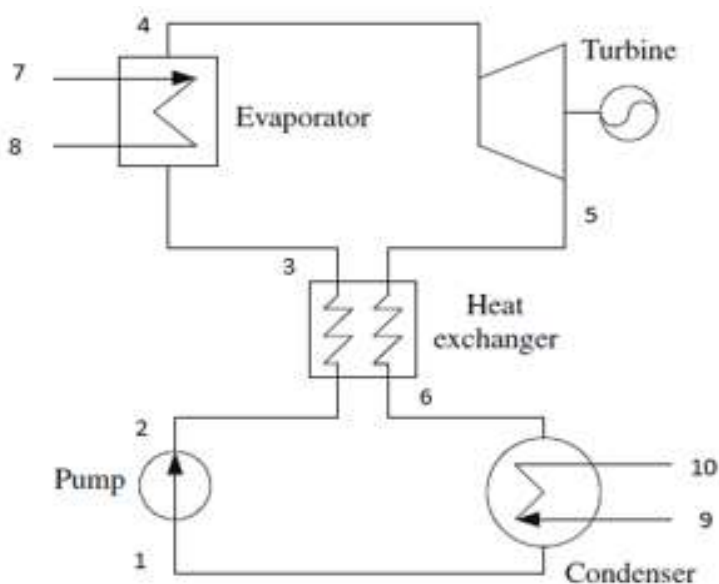 4
Turbine
7
Evaporator
8
5
3
Heat
exchanger
6
2
Pump
10
9
1
Condenser